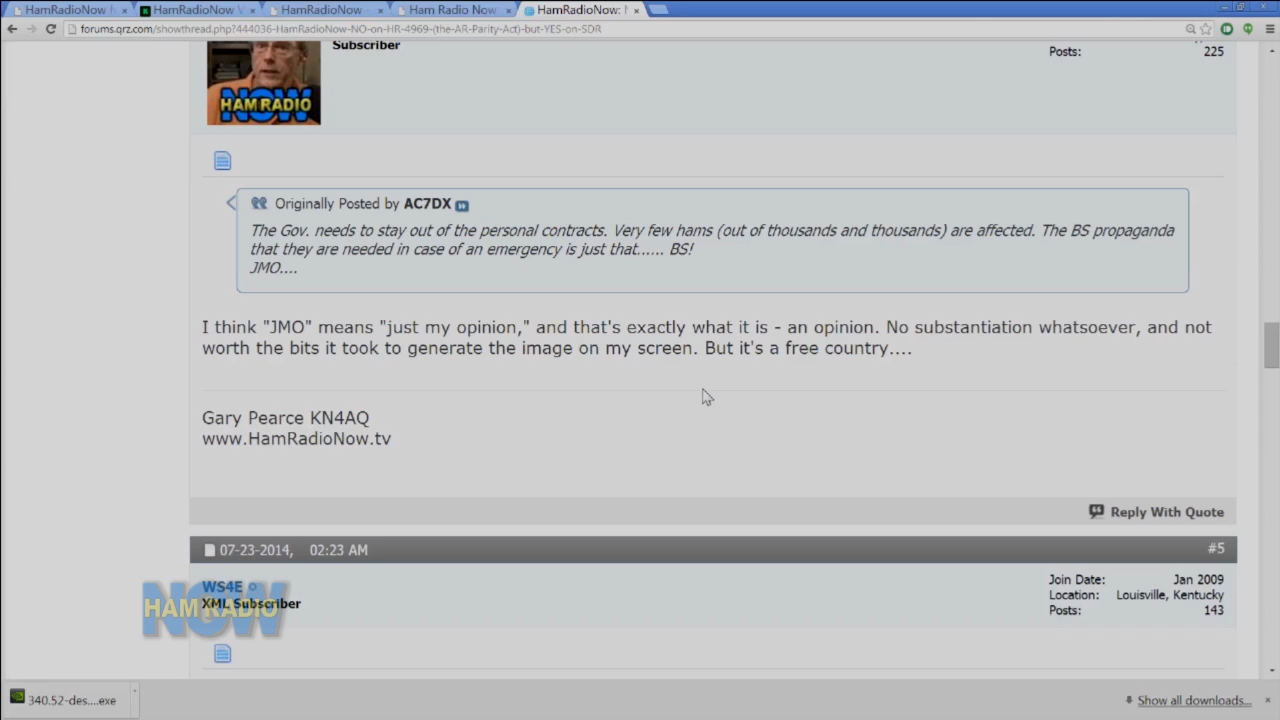 HamRadioNow
HamRadioNow V
HamRadioNow
Ham Radio Now
HamRadioNow:
forums.qrz.com/showthread.php?444036-HamRadioNow-NO-on-HR-4969-(the-AR-Parity-Act)-but-YES-on-SDR
Subscriber
Posts: 225
HAM RADIO
NOW
Originally Posted by AC7DX
The Gov. needs to stay out of the personal contracts. Very few hams (out of thousands and thousands) are affected. The BS propaganda
that they are needed in case of an emergency is just that...... BS!
JMO....
I think "JMO" means "just my opinion," and that's exactly what it is - an opinion. No substantiation whatsoever, and not
worth the bits it took to generate the image on my screen. But it's a free country....
Gary Pearce KN4AQ
www.HamRadioNow.tv
Reply With Quote
07-23-2014, 02:23 AM #5
WS4E
XML Subscriber
Join Date: Jan 2009
Location: Louisville, Kentucky
Posts: 143
HAM RADIO
NOW
340.52-des....exe
Show all downloads...